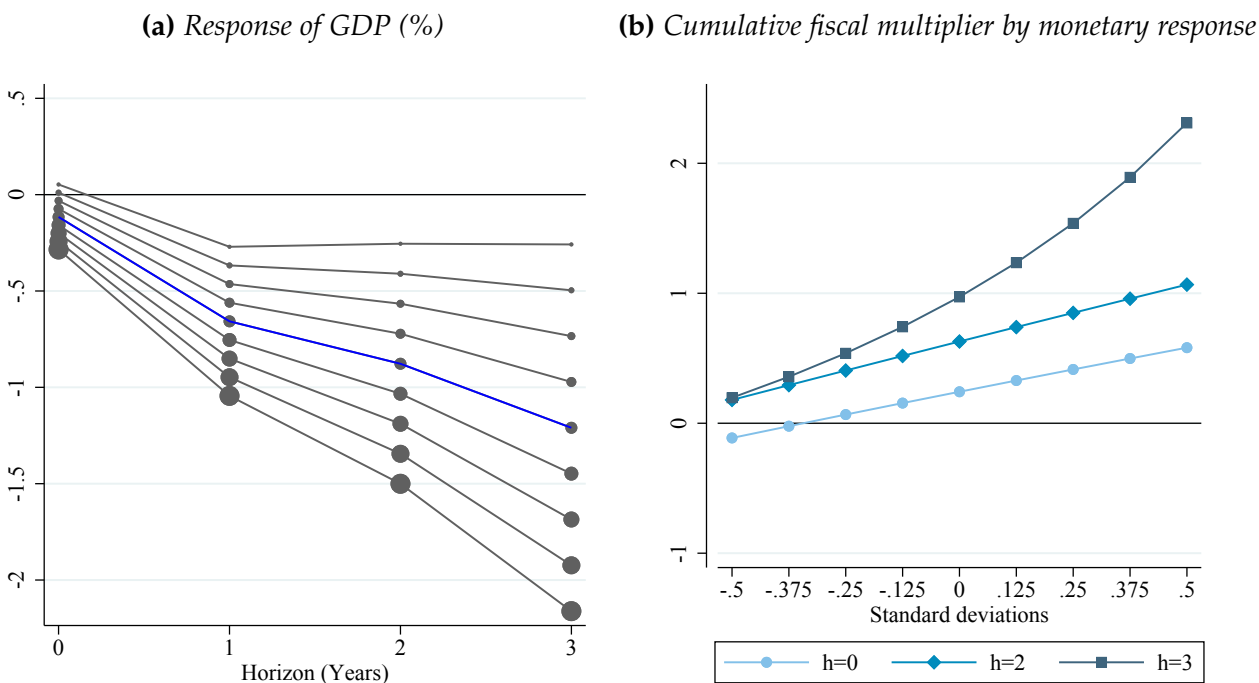 (a) Response of GDP (%)
.5
0
-.5
-1
-1.5
-2
0 1 2 3
Horizon (Years)
(b) Cumulative fiscal multiplier by monetary response
2
1
0
-1
-.5 -.375 -.25 -.125 0 .125 .25 .375 .5
Standard deviations
h=0 h=2 h=3